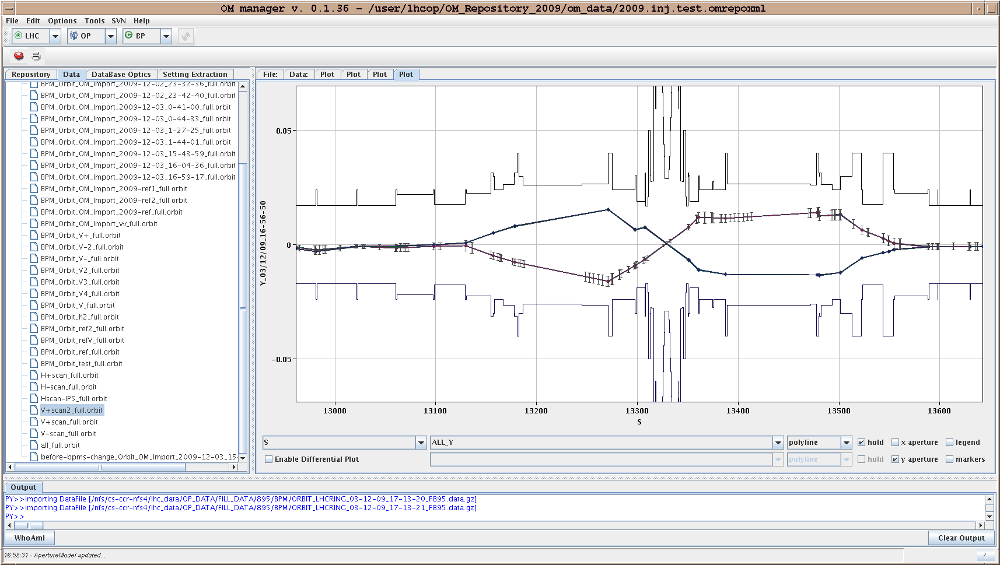 OM manager v. 0.1.36 - /user/lhcop/OM_Repository_2009/om_data/2009.inj.test.omrepoxml
File Edit Options Tools SVN Help
LHC OP BP
Repository Data DataBase Optics Setting Extraction
BPM_Orbit_OM_Import_2009-12-02_23-32-36_full.orbit
BPM_Orbit_OM_Import_2009-12-02_23-42-40_full.orbit
BPM_Orbit_OM_Import_2009-12-03_0-41-00_full.orbit
BPM_Orbit_OM_Import_2009-12-03_0-44-33_full.orbit
BPM_Orbit_OM_Import_2009-12-03_1-27-25_full.orbit
BPM_Orbit_OM_Import_2009-12-03_1-44-01_full.orbit
BPM_Orbit_OM_Import_2009-12-03_15-43-59_full.orbit
BPM_Orbit_OM_Import_2009-12-03_16-04-36_full.orbit
BPM_Orbit_OM_Import_2009-12-03_16-59-17_full.orbit
BPM_Orbit_OM_Import_2009-ref1_full.orbit
BPM_Orbit_OM_Import_2009-ref2_full.orbit
BPM_Orbit_OM_Import_2009-ref_full.orbit
BPM_Orbit_OM_Import_vv_full.orbit
BPM_Orbit_V+_full.orbit
BPM_Orbit_V-2_full.orbit
BPM_Orbit_V-_full.orbit
BPM_Orbit_V2_full.orbit
BPM_Orbit_V3_full.orbit
BPM_Orbit_V4_full.orbit
BPM_Orbit_V_full.orbit
BPM_Orbit_h2_full.orbit
BPM_Orbit_ref2_full.orbit
BPM_Orbit_refV_full.orbit
BPM_Orbit_ref_full.orbit
BPM_Orbit_test_full.orbit
H+scan_full.orbit
H-scan_full.orbit
Hscan-IP5_full.orbit
V+scan2_full.orbit
V+scan_full.orbit
V-scan_full.orbit
all_full.orbit
before-bpms-change_Orbit_OM_Import_2009-12-03_15-
File: Data: Plot Plot Plot Plot
0.05
0
-0.05
Y_03/12/09_16-56-50
13000 13100 13200 13300 13400 13500 13600
S
S ALL_Y polyline hold x aperture legend
Enable Differential Plot polyline hold y aperture markers
Output
PY>>importing DataFile [/nfs/cs-ccr-nfs4/lhc_data/OP_DATA/FILL_DATA/895/BPM/ORBIT_LHCRING_03-12-09_17-13-20_F895.data.gz]
PY>>importing DataFile [/nfs/cs-ccr-nfs4/lhc_data/OP_DATA/FILL_DATA/895/BPM/ORBIT_LHCRING_03-12-09_17-13-21_F895.data.gz]
PY>>
WhoAmI Clear Output
16:58:31 - ApertureModel updated...